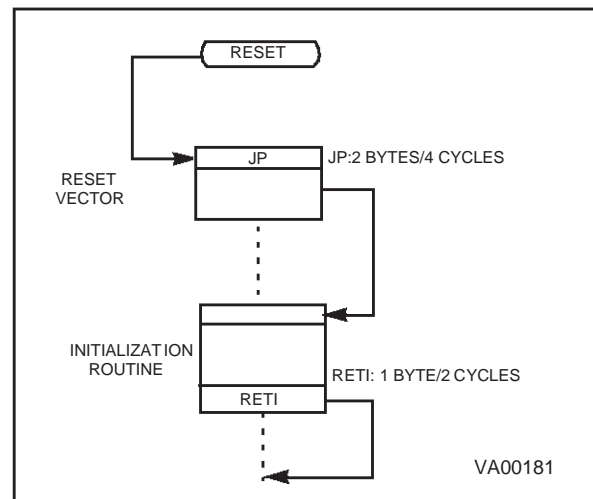 RESET
JP
JP:2 BYTES/4 CYCLES
RESET
VECTOR
INITIALIZATION
ROUTINE
RETI: 1 BYTE/2 CYCLES
RETI
VA00181